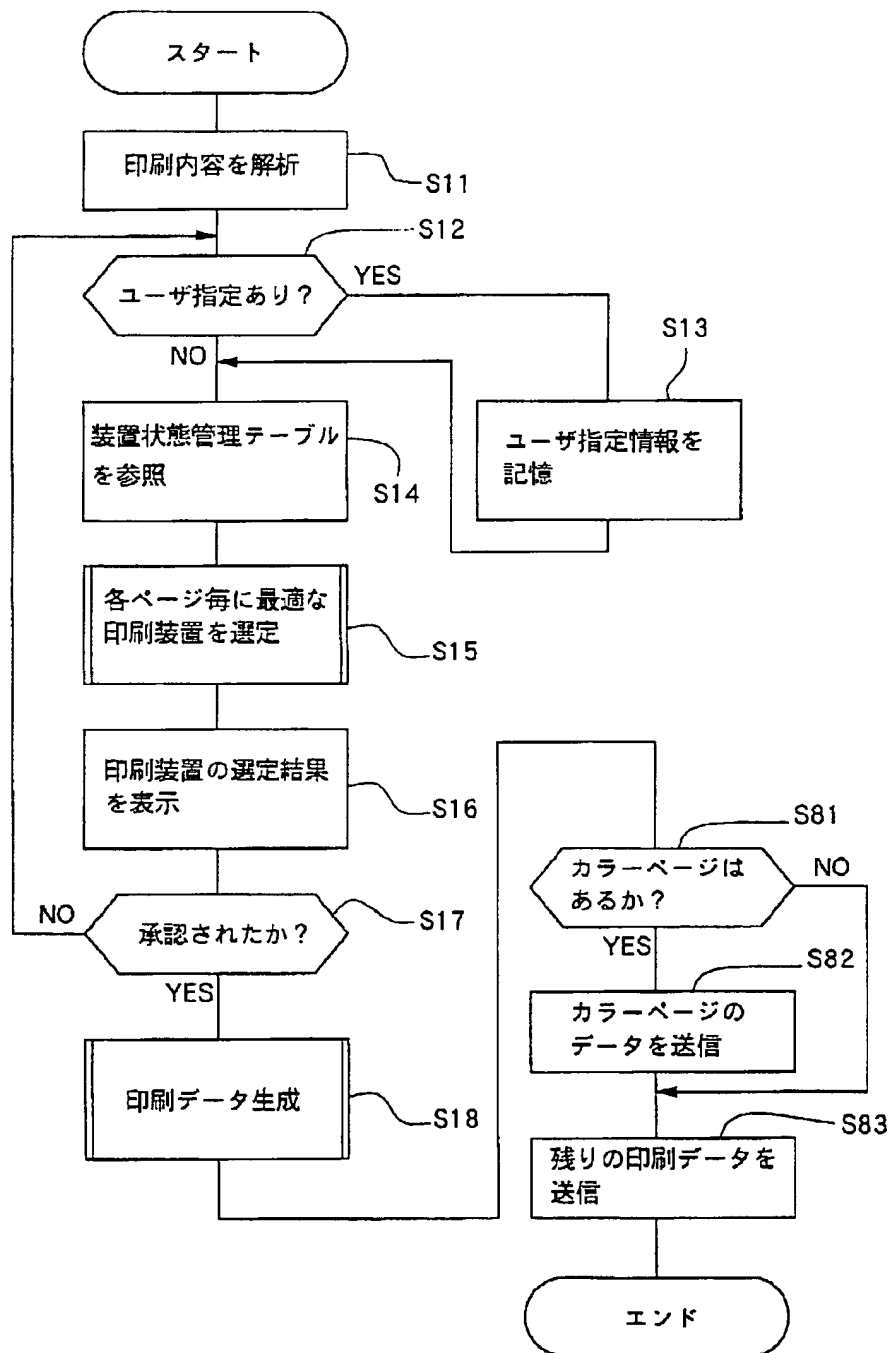 スタート
印刷内容を解析
S11
S12
ユーザ指定あり？
YES
NO
S13
ユーザ指定情報を
記憶
装置状態管理テーブル
を参照
S14
各ページ毎に最適な
印刷装置を選定
S15
印刷装置の選定結果
を表示
S16
承認されたか？
NO
S17
YES
印刷データ生成
S18
S81
カラーページは
あるか？
NO
YES
S82
カラーページの
データを送信
S83
残りの印刷データを
送信
エンド